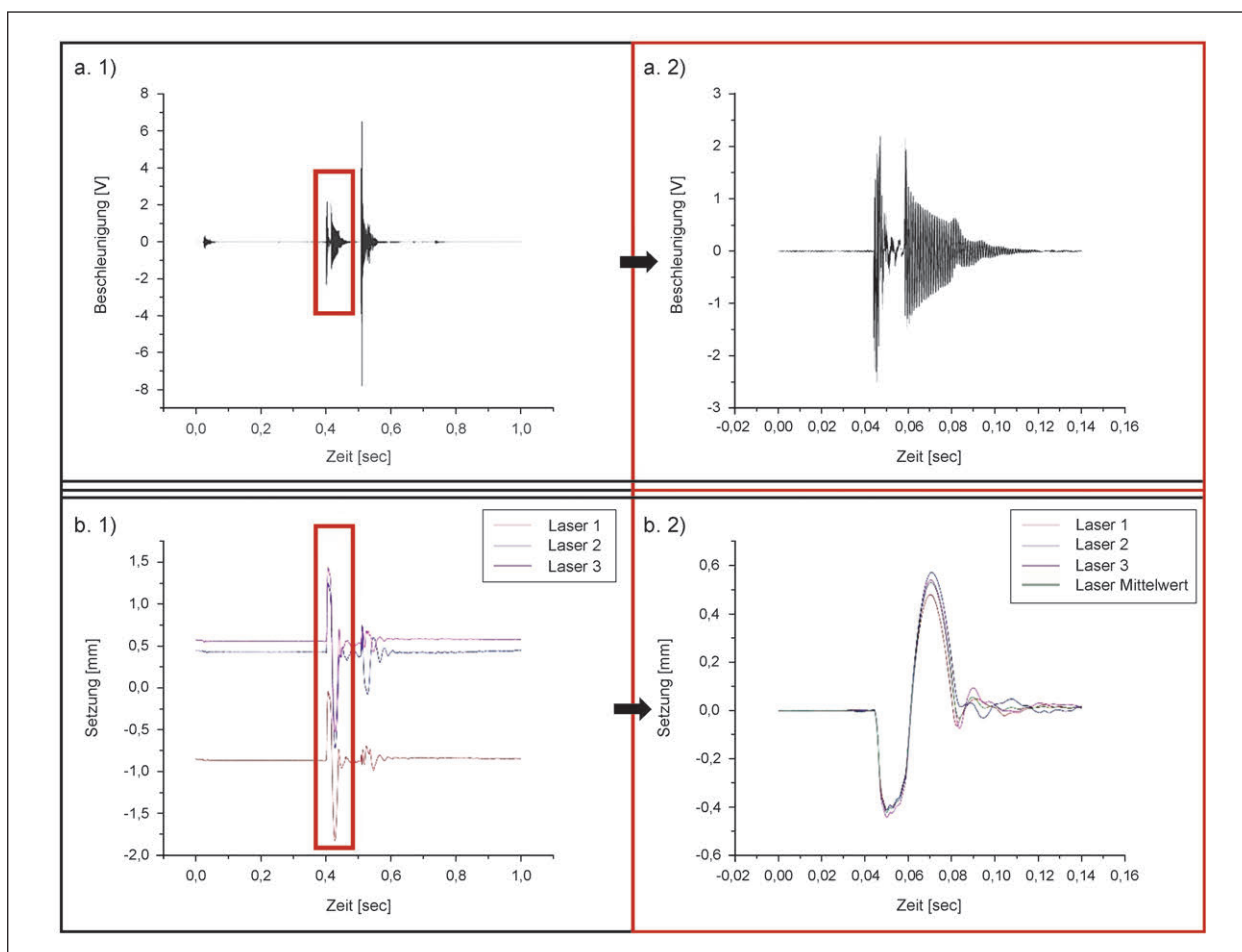 a. 1)
Beschleunigung [V]
8
6
4
2
0
-2
-4
-6
-8
0,0 0,2 0,4 0,6 0,8 1,0
Zeit [sec]
a. 2)
Beschleunigung [V]
3
2
1
0
-1
-2
-3
-0,02 0,00 0,02 0,04 0,06 0,08 0,10 0,12 0,14 0,16
Zeit [sec]
b. 1)
Laser 1
Laser 2
Laser 3
Setzung [mm]
1,5
1,0
0,5
0,0
-0,5
-1,0
-1,5
-2,0
0,0 0,2 0,4 0,6 0,8 1,0
Zeit [sec]
b. 2)
Laser 1
Laser 2
Laser 3
Laser Mittelwert
Setzung [mm]
0,6
0,4
0,2
0,0
-0,2
-0,4
-0,6
-0,02 0,00 0,02 0,04 0,06 0,08 0,10 0,12 0,14 0,16
Zeit [sec]